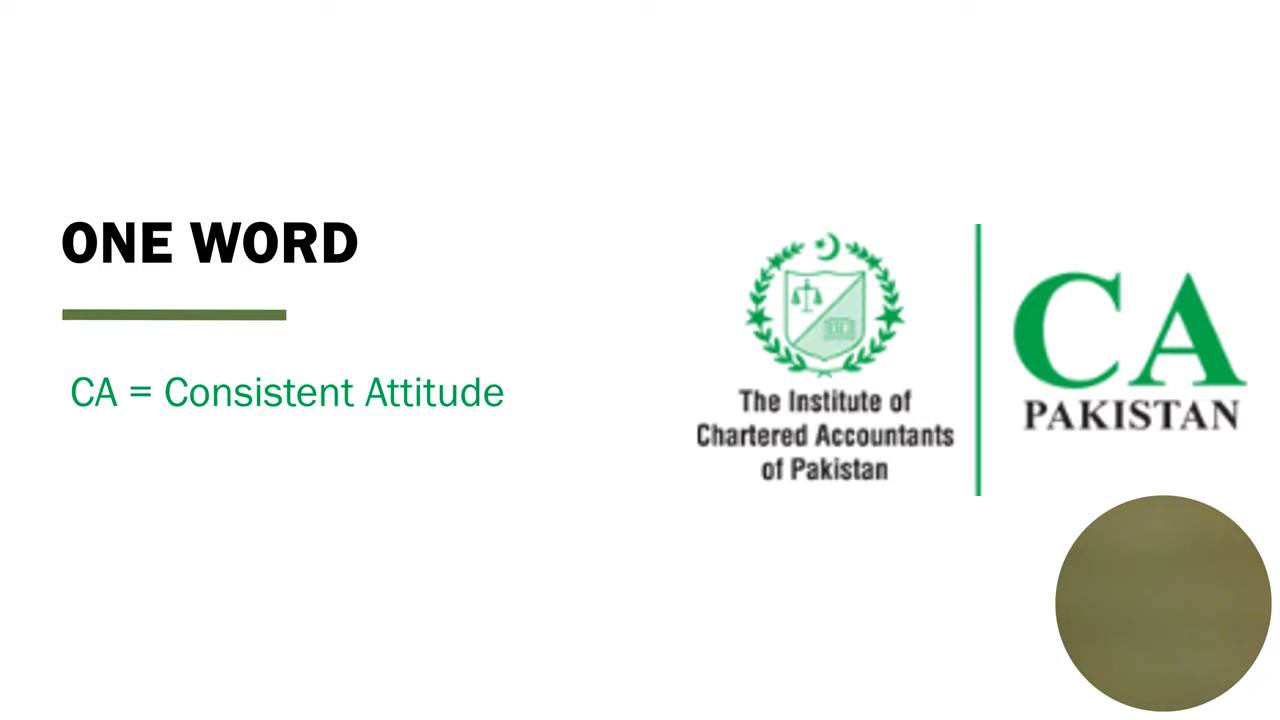 ONE WORD
CA = Consistent Attitude
The Institute of
Chartered Accountants
of Pakistan
CA
PAKISTAN